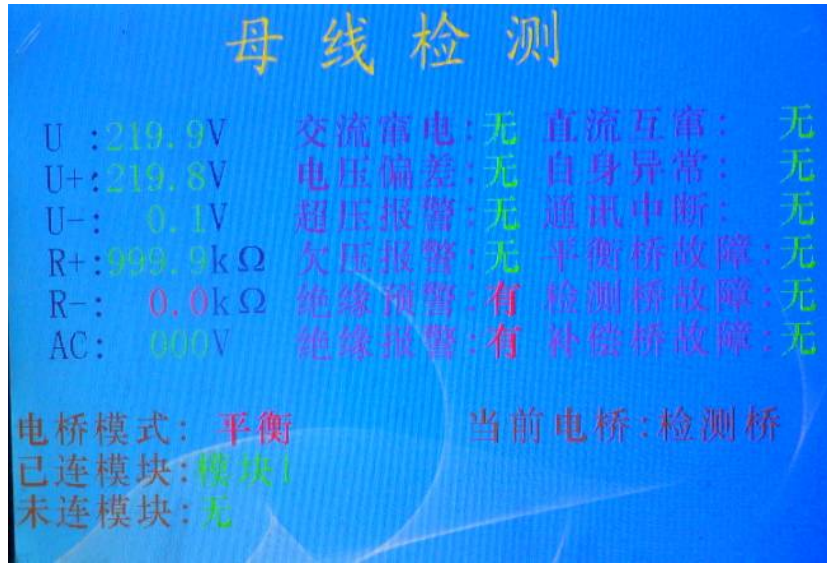 母线检测
U :219.9V 交流窜电:无 直流互窜: 无
U+:219.8V 电压偏差:无 自身异常: 无
U-: 0.1V 超压报警:无 通讯中断: 无
R+:999.9kΩ 欠压报警:无 平衡桥故障:无
R-: 0.0kΩ 绝缘预警:有 检测桥故障:无
AC: 000V 绝缘报警:有 补偿桥故障:无
电桥模式: 平衡 当前电桥:检测桥
已连模块:模块1
未连模块:无